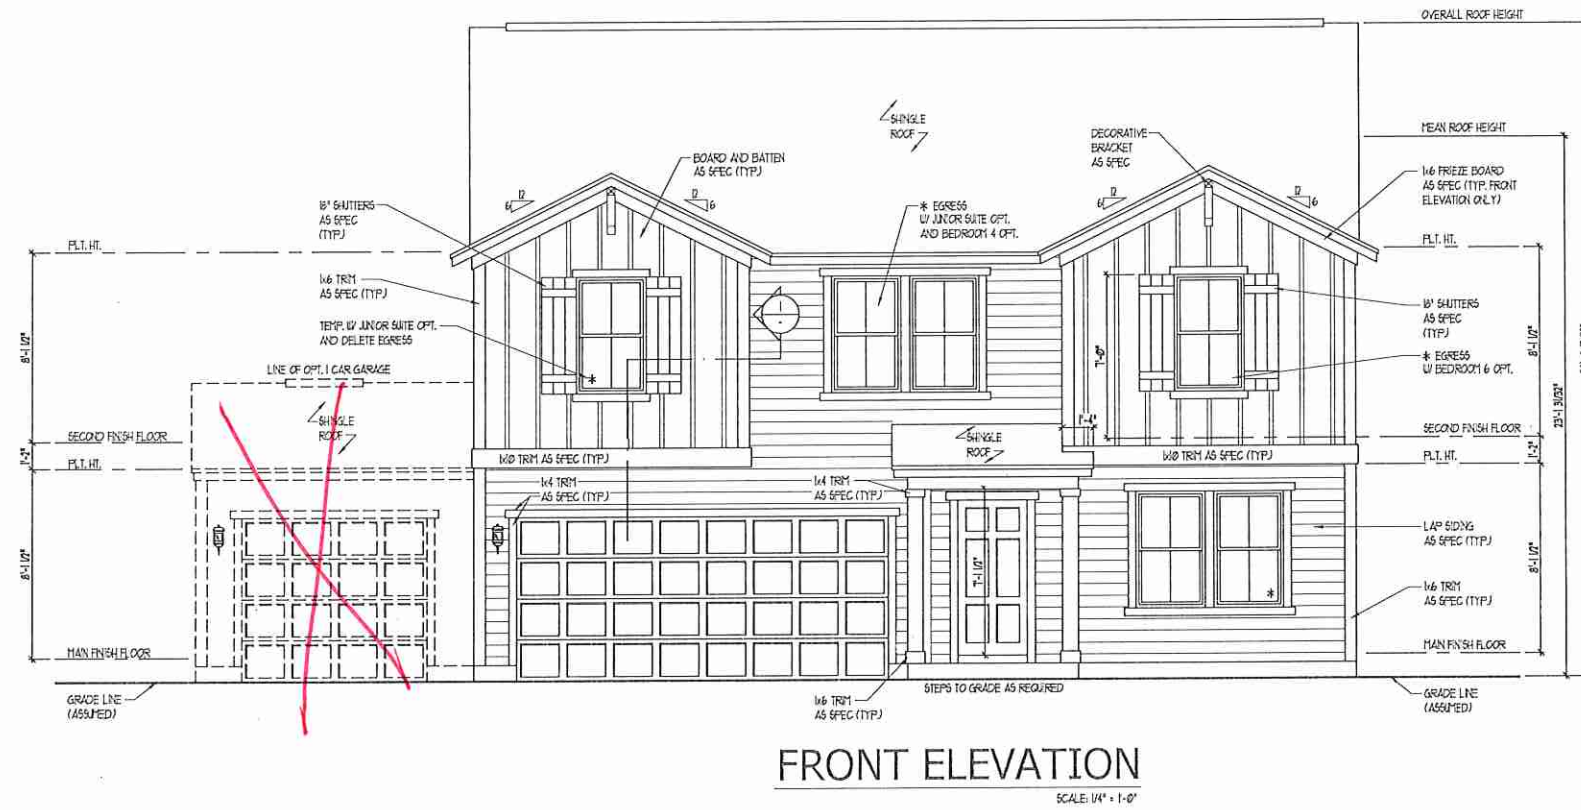 OVERALL ROOF HEIGHT
MEAN ROOF HEIGHT
SHINGLE
ROOF
DECORATIVE
BRACKET
AS SPEC
BOARD AND BATTEN
AS SPEC (TYP.)
1x6 FRIEZE BOARD
AS SPEC (TYP. FRONT
ELEVATION ONLY)
12
6
12
6
12
6
12
6
18" SHUTTERS
AS SPEC
(TYP.)
* EGRESS
W/ JUNIOR SUITE OPT.
AND BEDROOM 4 OPT.
PLT. HT.
PLT. HT.
1x6 TRIM
AS SPEC (TYP.)
18" SHUTTERS
AS SPEC
(TYP.)
TEMP. W/ JUNIOR SUITE OPT.
AND DELETE EGRESS
8'-1 1/2"
7'-0"
8'-1 1/2"
* EGRESS
W/ BEDROOM 6 OPT.
*
LINE OF OPT. 1 CAR GARAGE
23'-1 31/32"
SHINGLE
ROOF
SECOND FINISH FLOOR
SHINGLE
ROOF
SECOND FINISH FLOOR
1'-2"
PLT. HT.
1x10 TRIM AS SPEC (TYP.)
1x10 TRIM AS SPEC (TYP.)
1'-2"
PLT. HT.
1x4 TRIM
AS SPEC (TYP.)
1x4 TRIM
AS SPEC (TYP.)
LAP SIDING
AS SPEC (TYP.)
8'-1 1/2"
7'-1 1/2"
8'-1 1/2"
*
1x6 TRIM
AS SPEC (TYP.)
MAIN FINISH FLOOR
MAIN FINISH FLOOR
GRADE LINE
(ASSUMED)
1x6 TRIM
AS SPEC (TYP.)
STEPS TO GRADE AS REQUIRED
GRADE LINE
(ASSUMED)
FRONT ELEVATION
SCALE: 1/4" = 1'-0"